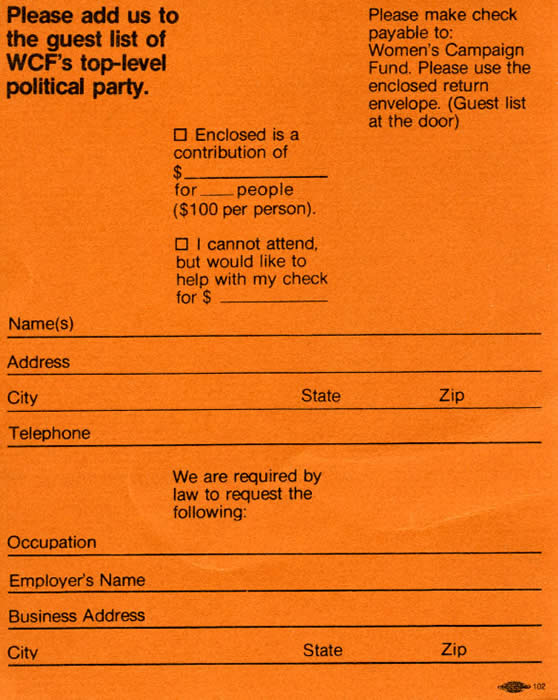 Please add us to
the guest list of
WCF's top-level
political party.
Please make check
payable to:
Women's Campaign
Fund. Please use the
enclosed return
envelope. (Guest list
at the door)
Enclosed is a
contribution of
$
for people
($100 per person).
I cannot attend,
but would like to
help with my check
for $
Name(s)
Address
City State Zip
Telephone
We are required by
law to request the
following:
Occupation
Employer's Name
Business Address
City State Zip
102